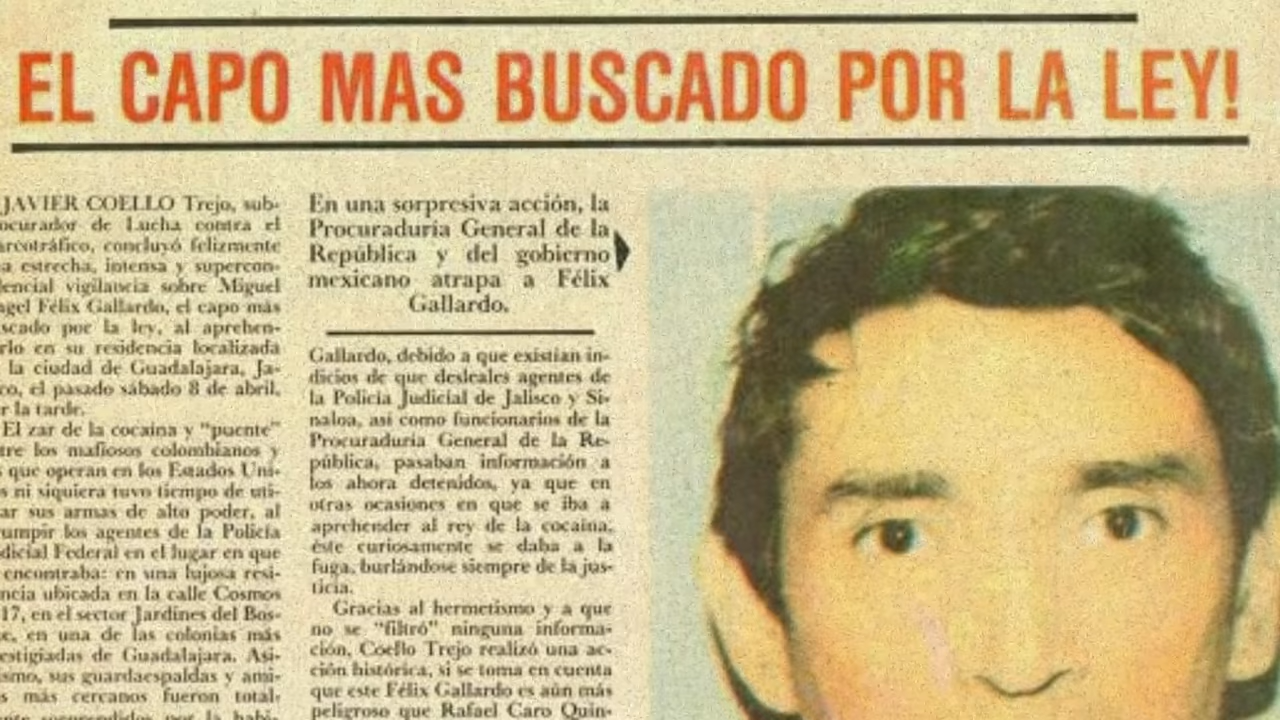 EL CAPO MAS BUSCADO POR LA LEY!
JAVIER COELLO Trejo, sub-
ocurador de Lucha contra el
arcotráfico, concluyó felizmente
a estrecha, intensa y supercon-
dencial vigilancia sobre Miguel
ngel Félix Gallardo, el capo más
scado por la ley, al aprehen-
rlo en su residencia localizada
la ciudad de Guadalajara, Ja-
co, el pasado sábado 8 de abril,
r la tarde.
El zar de la cocaína y "puente"
tre los mafiosos colombianos y
s que operan en los Estados Uni-
s ni siquiera tuvo tiempo de uti-
ar sus armas de alto poder, al
rumpir los agentes de la Policía
dicial Federal en el lugar en que
encontraba: en una lujosa resi-
ncia ubicada en la calle Cosmos
17, en el sector Jardines del Bos-
e, en una de las colonias más
estigiadas de Guadalajara. Asi-
ismo, sus guardaespaldas y ami-
s más cercanos fueron total-
nte sorprendidos por la habi-
En una sorpresiva acción, la
Procuraduría General de la
República y del gobierno
mexicano atrapa a Félix
Gallardo.
Gallardo, debido a que existían in-
dicios de que desleales agentes de
la Policía Judicial de Jalisco y Si-
naloa, así como funcionarios de la
Procuraduría General de la Re-
pública, pasaban información a
los ahora detenidos, ya que en
otras ocasiones en que se iba a
aprehender al rey de la cocaína,
éste curiosamente se daba a la
fuga, burlándose siempre de la jus-
ticia.
Gracias al hermetismo y a que
no se "filtró" ninguna informa-
ción, Coello Trejo realizó una ac-
ción histórica, si se toma en cuenta
que este Félix Gallardo es aún más
peligroso que Rafael Caro Quin-